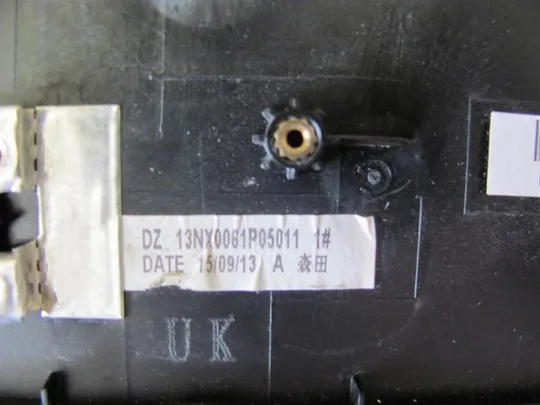 DZ 13NX0061P05011 1#
DATE 15/09/13 A 森田
UK